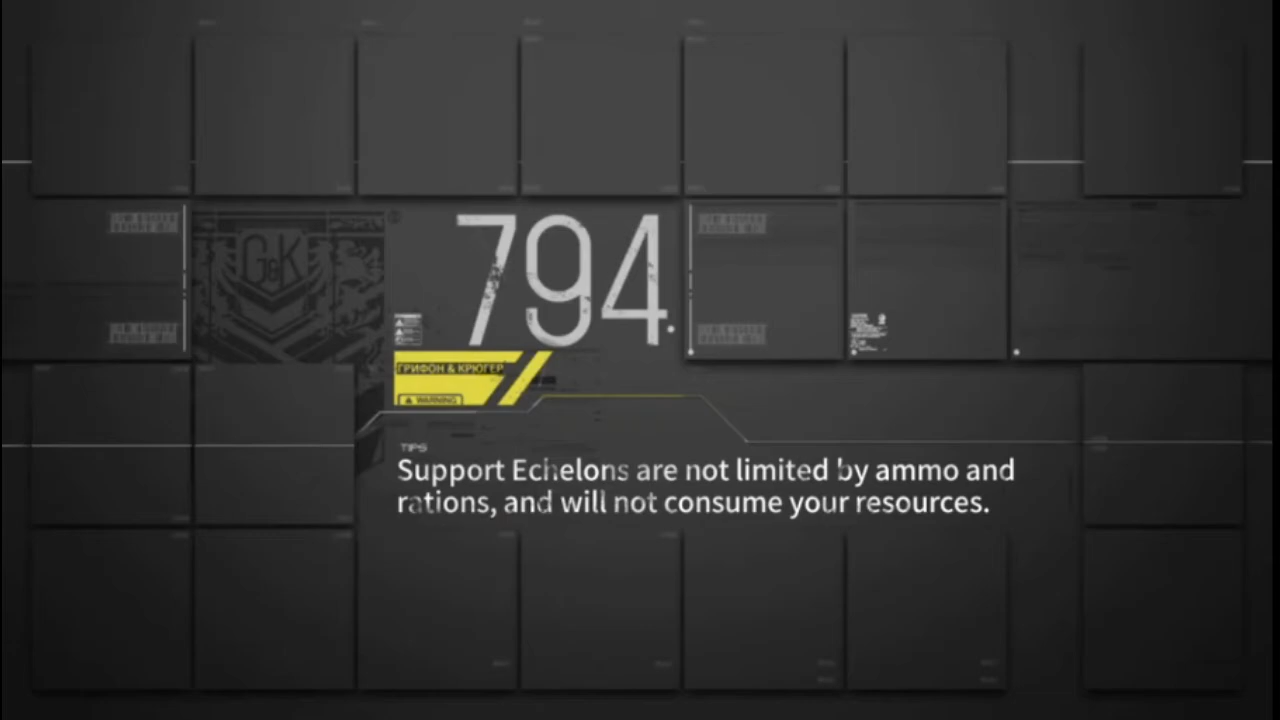 G&K
794.
ГРИФОН & КРЮГЕР
WARNING
TIPS
Support Echelons are not limited by ammo and
rations, and will not consume your resources.